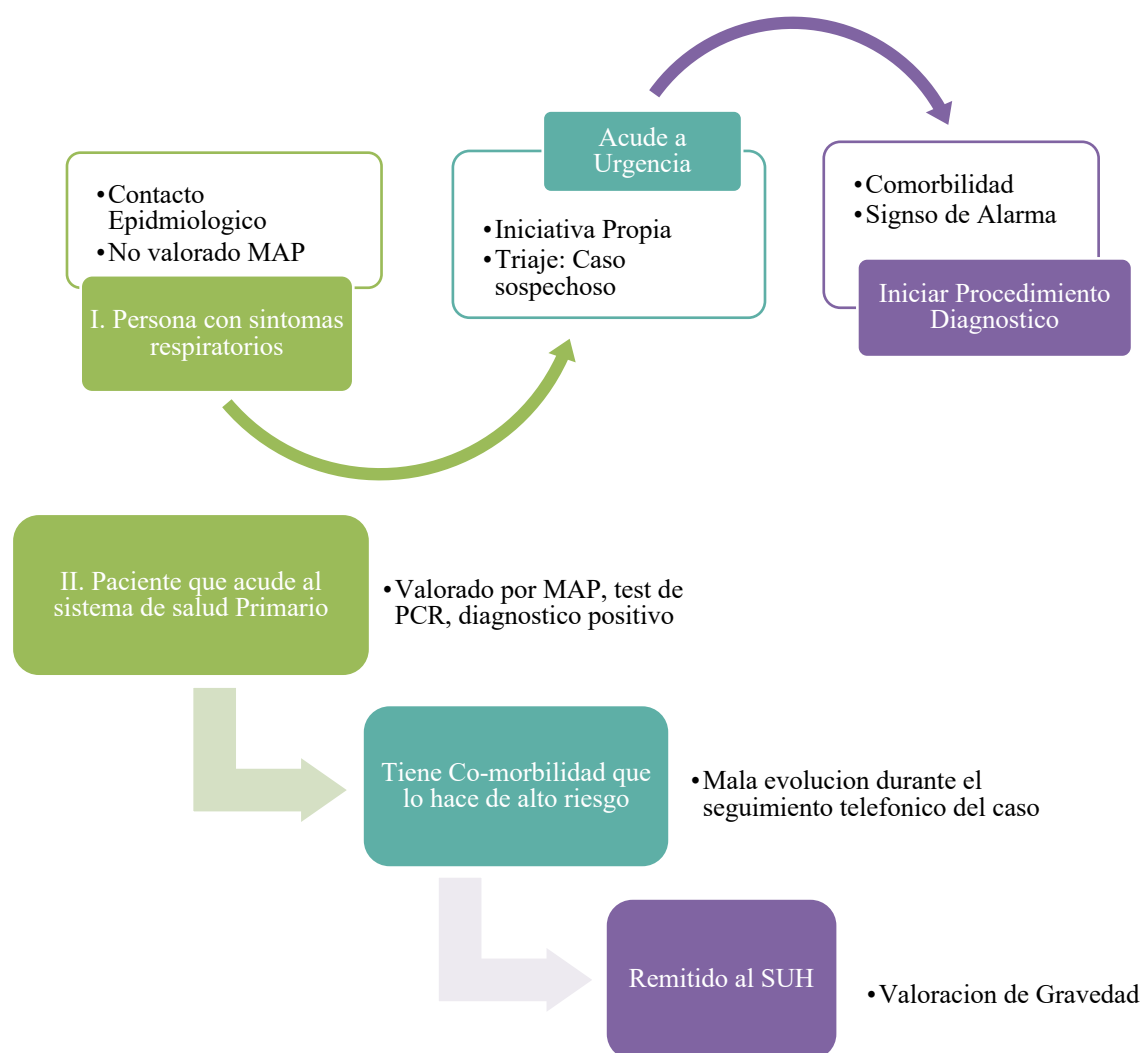 • Contacto
Epidmiologico
• No valorado MAP
I. Persona con sintomas
respiratorios
Acude a
Urgencia
• Iniciativa Propia
• Triaje: Caso
sospechoso
• Comorbilidad
• Signso de Alarma
Iniciar Procedimiento
Diagnostico
II. Paciente que acude al
sistema de salud Primario
• Valorado por MAP, test de
PCR, diagnostico positivo
Tiene Co-morbilidad que
lo hace de alto riesgo
• Mala evolucion durante el
seguimiento telefonico del caso
Remitido al SUH
• Valoracion de Gravedad